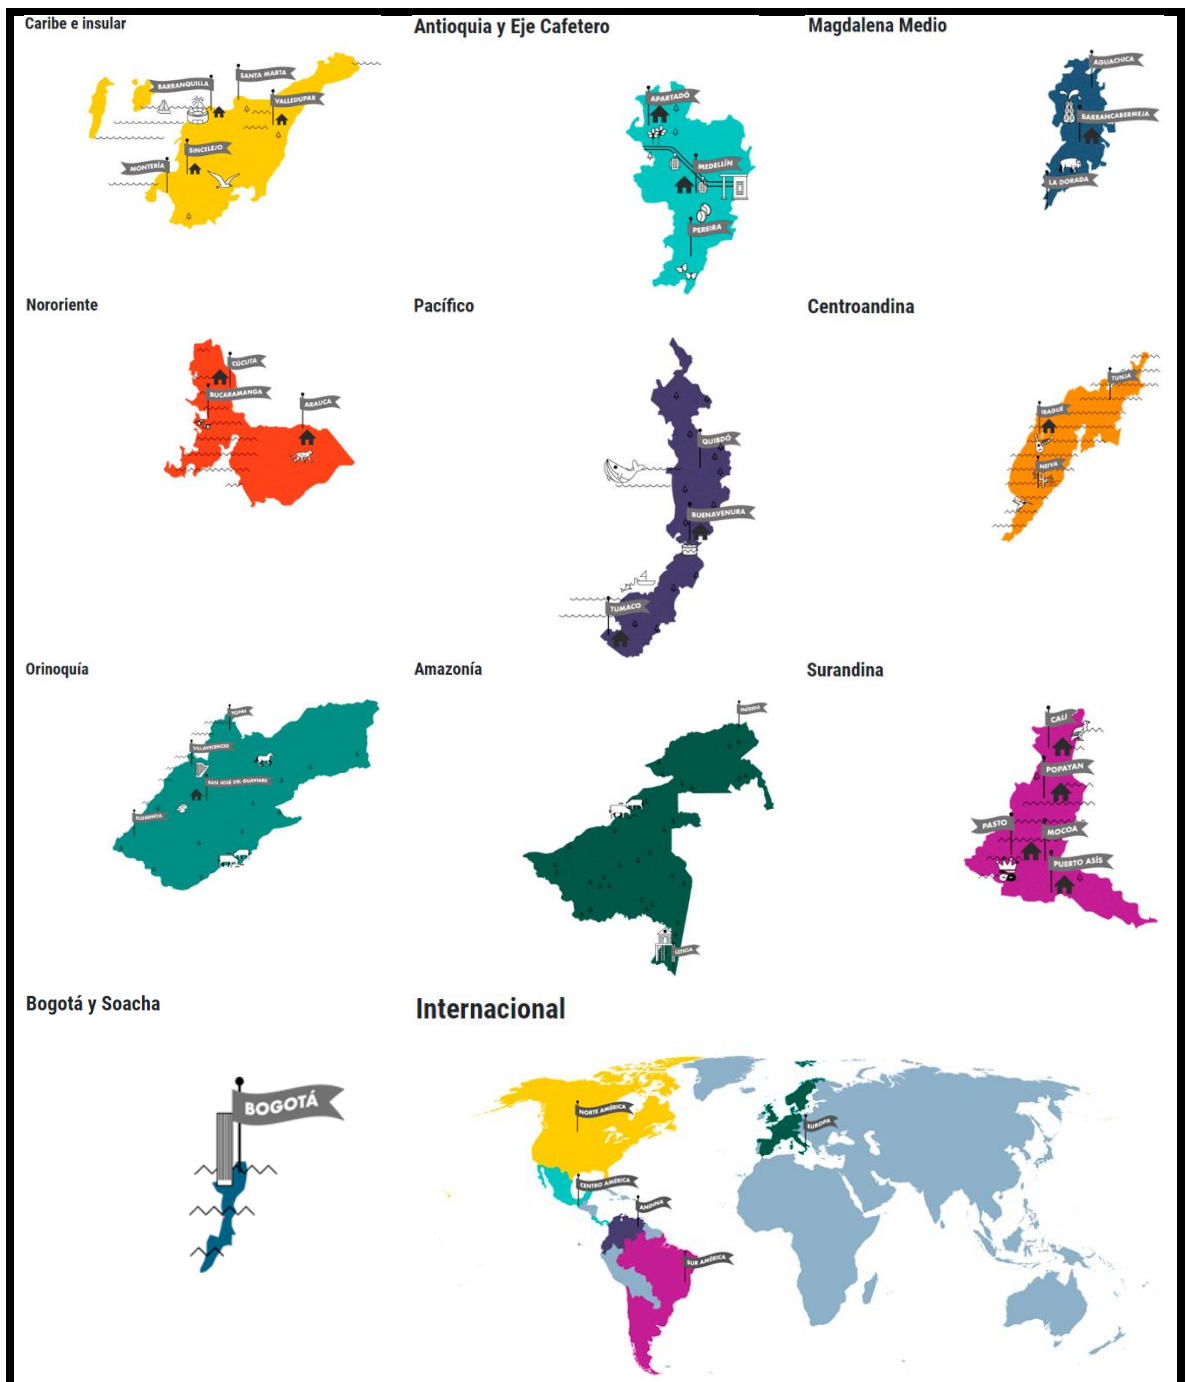 Caribe e insular
BARRANQUILLA
SANTA MARTA
VALLEDUPAR
SINCELEJO
MONTERÍA
Antioquia y Eje Cafetero
APARTADÓ
MEDELLÍN
PEREIRA
Magdalena Medio
AGUACHICA
BARRANCABERMEJA
LA DORADA
Nororiente
CÚCUTA
BUCARAMANGA
ARAUCA
Pacífico
QUIBDÓ
BUENAVENURA
TUMACO
Centroandina
TUNJA
IBAGUÉ
NEIVA
Orinoquía
YOPAL
VILLAVICENCIO
SAN JOSÉ DEL GUAVIARE
FLORENCIA
Amazonía
INÍRIDA
LETICIA
Surandina
CALI
POPAYAN
PASTO
MOCOA
PUERTO ASÍS
Bogotá y Soacha
BOGOTÁ
Internacional
NORTE AMÉRICA
EUROPA
CENTRO AMÉRICA
ANDINA
SUR AMÉRICA